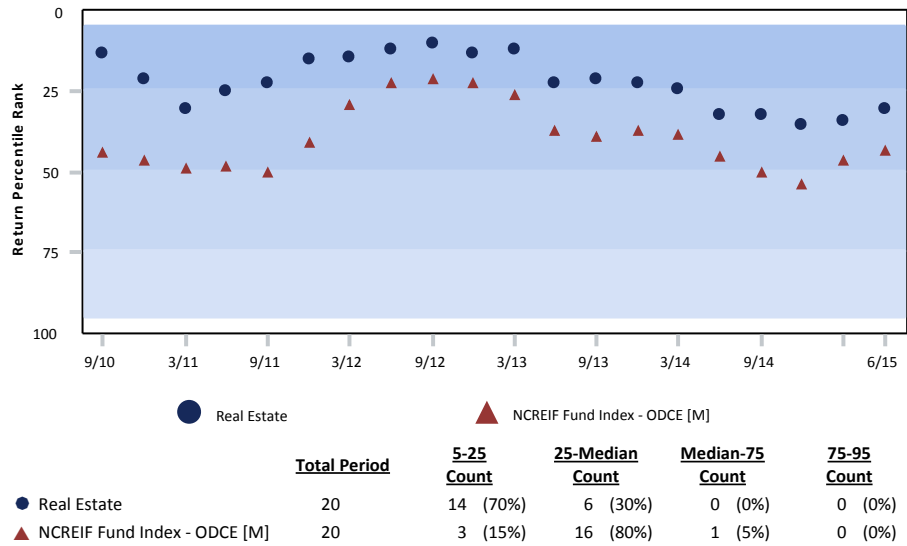 0
25
50
75
100
Return Percentile Rank
9/10 3/11 9/11 3/12 9/12 3/13 9/13 3/14 9/14 6/15
Real Estate NCREIF Fund Index - ODCE [M]
Total Period 5-25 Count 25-Median Count Median-75 Count 75-95 Count
Real Estate 20 14 (70%) 6 (30%) 0 (0%) 0 (0%)
NCREIF Fund Index - ODCE [M] 20 3 (15%) 16 (80%) 1 (5%) 0 (0%)